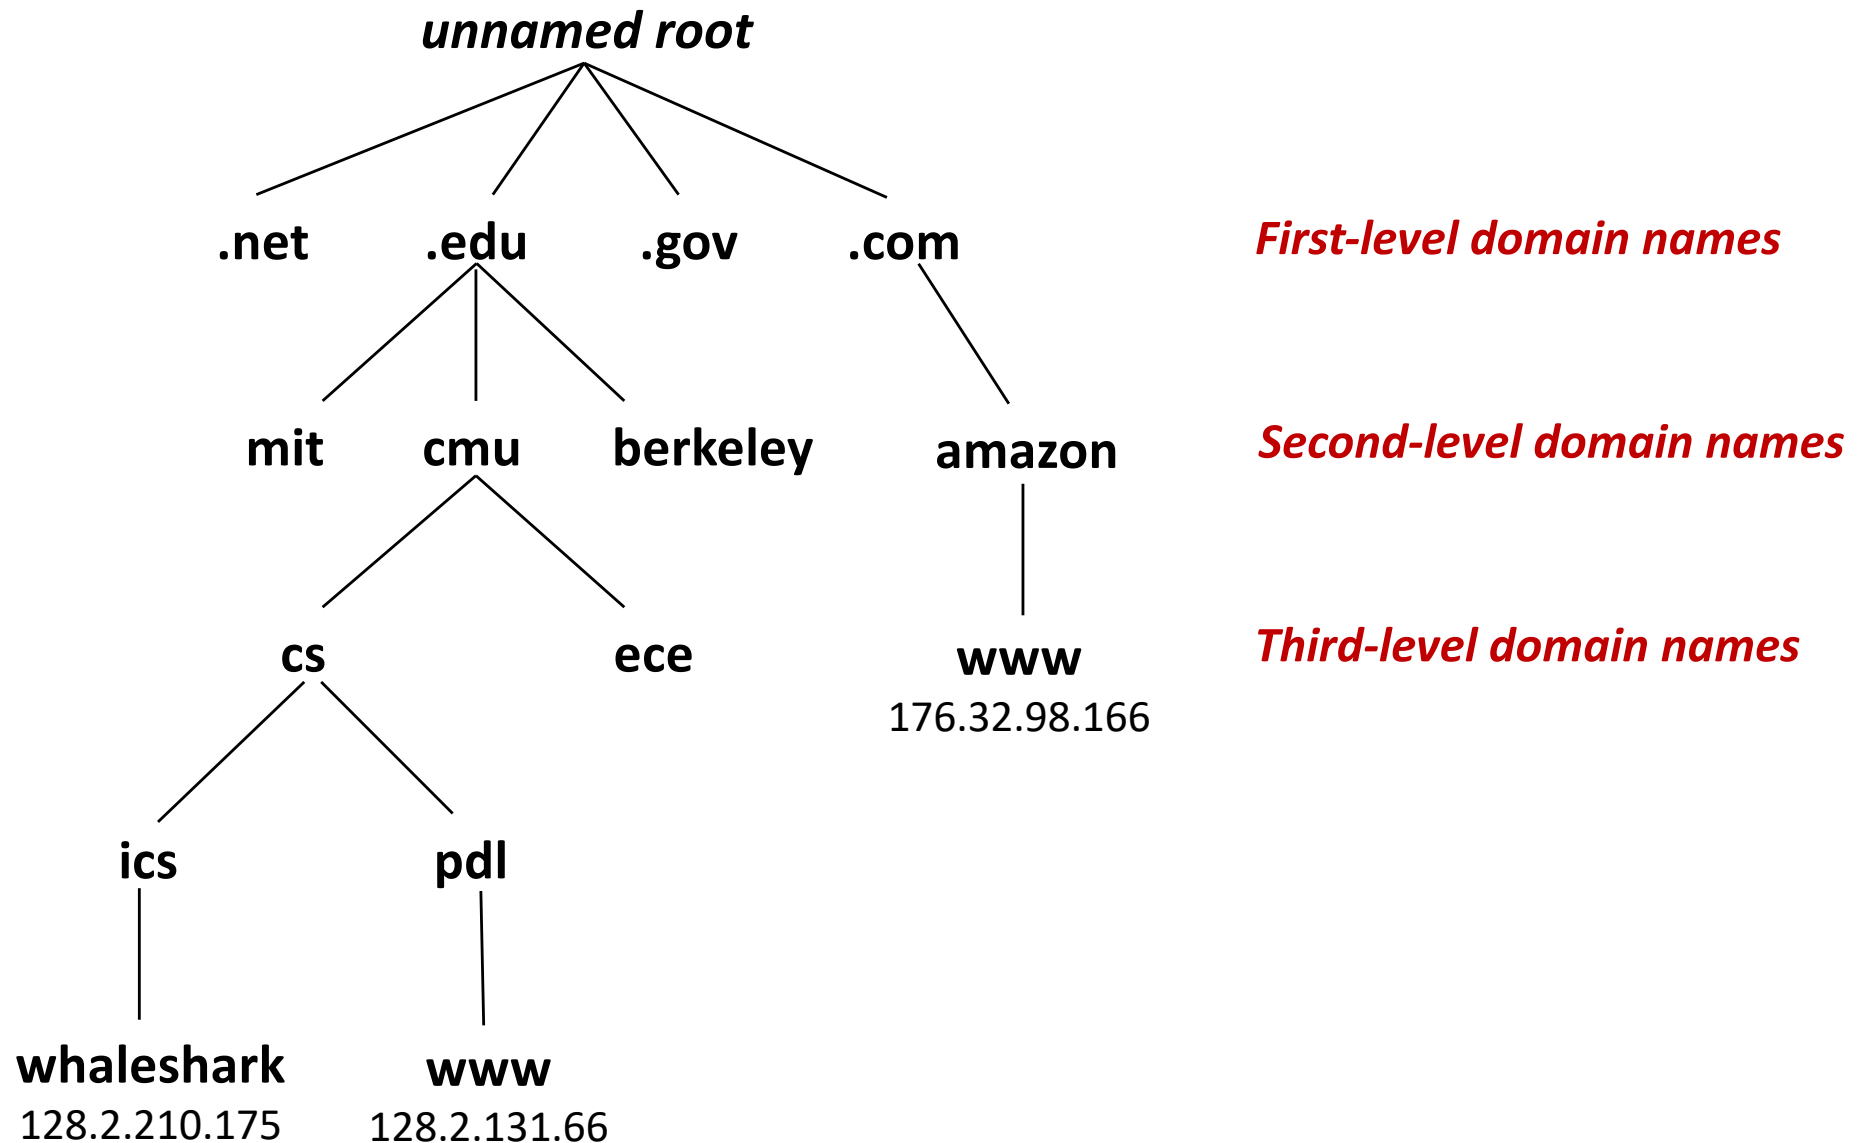 unnamed root
.net .edu .gov .com First-level domain names
mit cmu berkeley amazon Second-level domain names
cs ece www Third-level domain names
176.32.98.166
ics pdl
whaleshark www
128.2.210.175 128.2.131.66